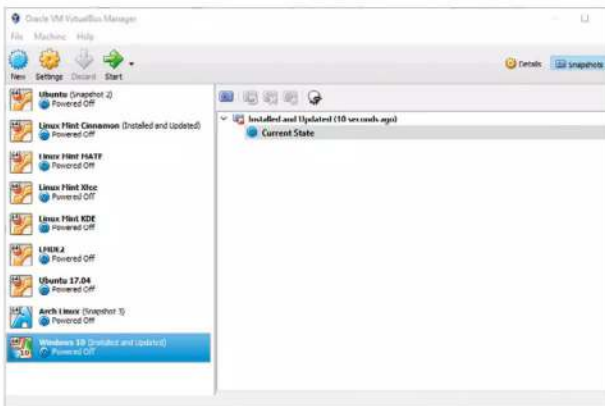 Oracle VM VirtualBox Manager
File Machine Help
New Settings Discard Start
Details Snapshots
Ubuntu (Snapshot 2)
Powered Off
Linux Mint Cinnamon (Installed and Updated)
Powered Off
Linux Mint MATE
Powered Off
Linux Mint Xfce
Powered Off
Linux Mint KDE
Powered Off
LMDE2
Powered Off
Ubuntu 17.04
Powered Off
Arch Linux (Snapshot 3)
Powered Off
Windows 10 (Installed and Updated)
Powered Off
Installed and Updated (10 seconds ago)
Current State